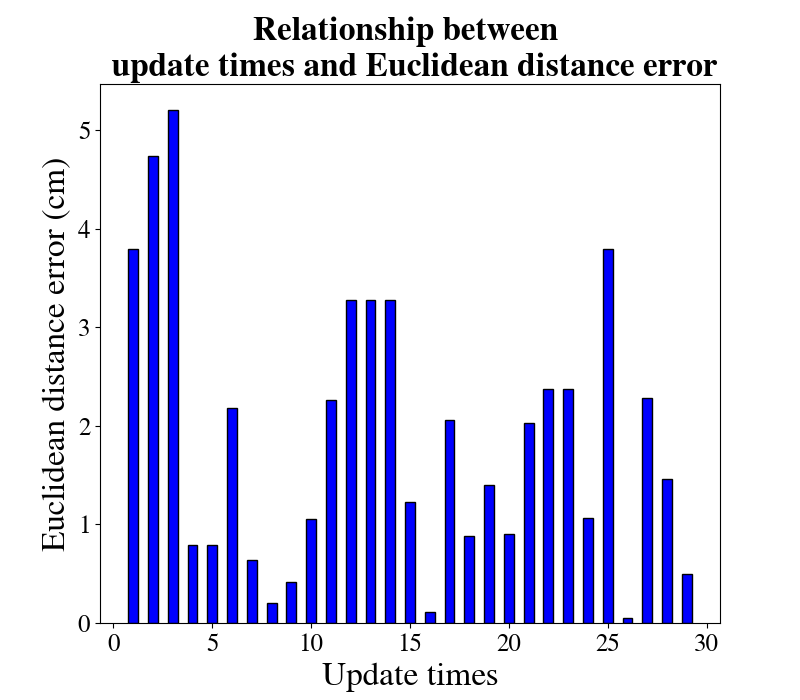 Relationship between
update times and Euclidean distance error
Euclidean distance error (cm)
5
4
3
2
1
0
0 5 10 15 20 25 30
Update times